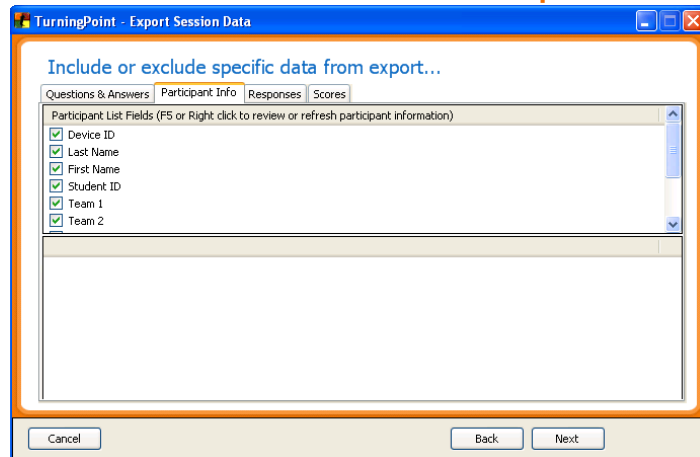 TurningPoint - Export Session Data
Include or exclude specific data from export...
Questions & Answers Participant Info Responses Scores
Participant List Fields (F5 or Right click to review or refresh participant information)
Device ID
Last Name
First Name
Student ID
Team 1
Team 2
Cancel Back Next